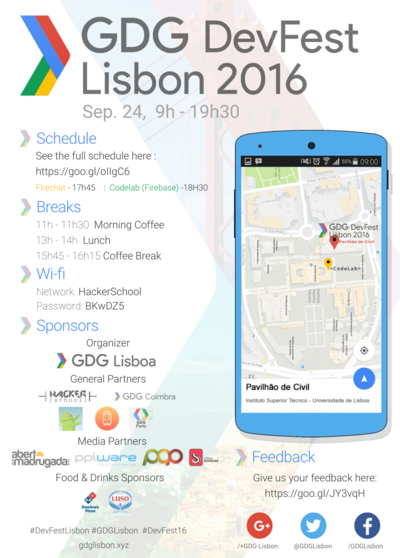 GDG DevFest
Lisbon 2016
Sep. 24, 9h - 19h30
Schedule
See the full schedule here :
https://goo.gl/olIgC6
Firechat - 17h45 | Codelab (Firebase) -18H30
Breaks
11h - 11h30 Morning Coffee
13h - 14h Lunch
15h45 - 16h15 Coffee Break
Wi-fi
Network: HackerSchool
Password: BKwDZ5
Sponsors
Organizer
GDG Lisboa
General Partners
HACKER
school
GDG Coimbra
Media Partners
aberto
até de
madrugada
pplware
pgo
Food & Drinks Sponsors
Domino's
Pizza
LUSO
#DevFestLisbon #GDGLisbon #DevFest16
gdglisbon.xyz
55% 09:00
GDG DevFest
Lisbon 2016
Pavilhão de Civil
<CodeLab>
Pavilhão de Civil
Instituto Superior Técnico - Universidade de Lisboa
Feedback
Give us your feedback here:
https://goo.gl/JY3vqH
/+GDG-Lisbon
@GDGLisbon
/GDGLisbon